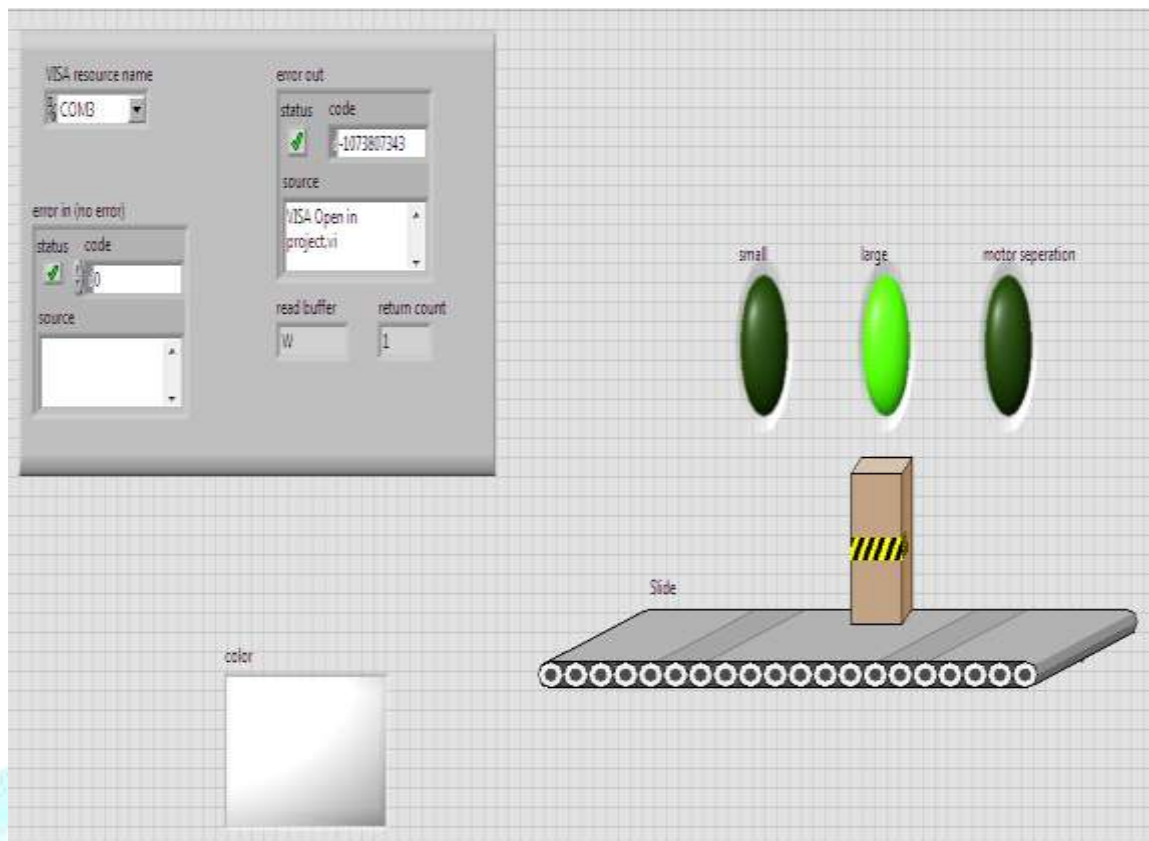 VISA resource name
COM3
error in (no error)
status code
0
source
error out
status code
-1073807343
source
VISA Open in
project.vi
read buffer
W
return count
1
small
large
motor seperation
Slide
color